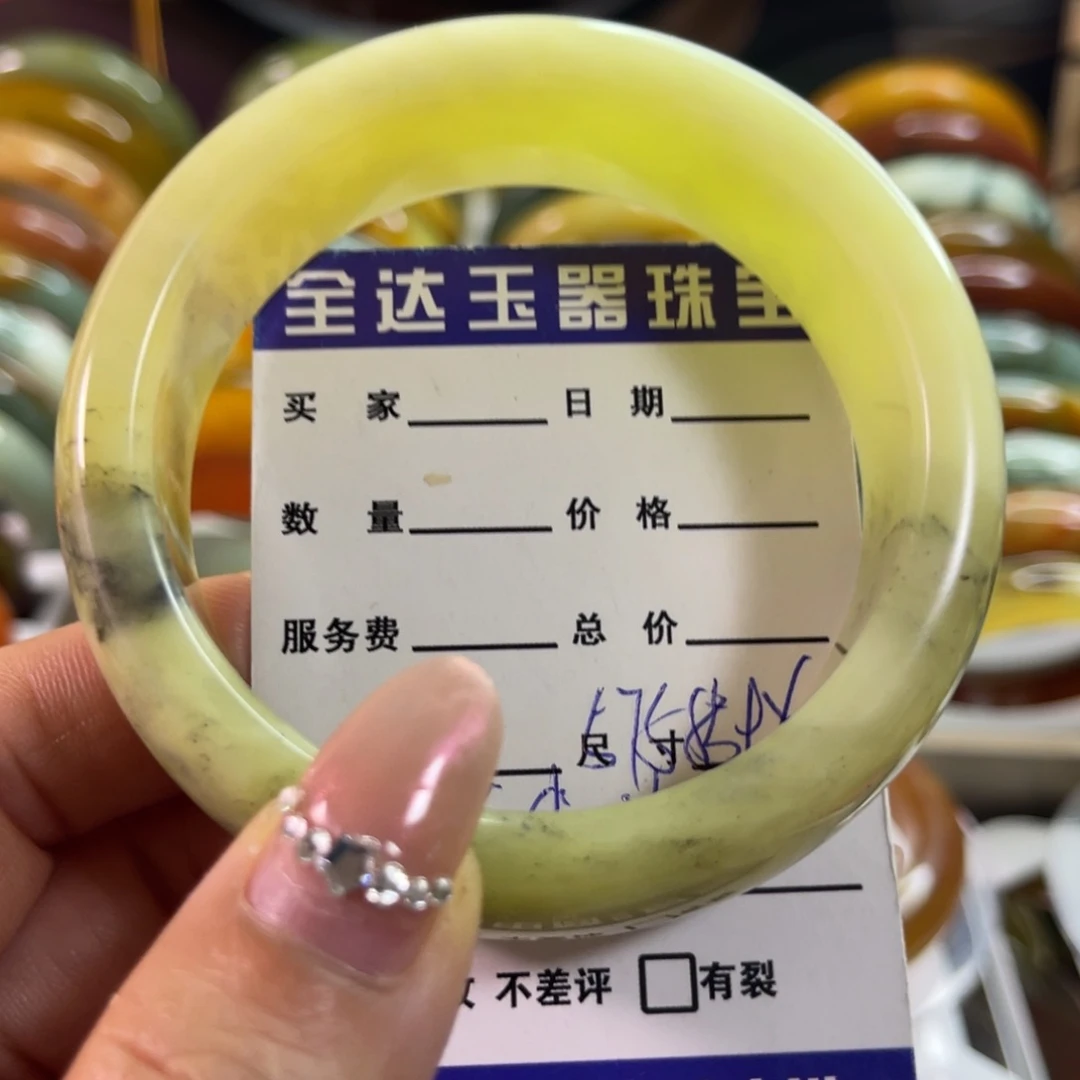 全达玉器珠
买 家 日 期
数 量 价 格
服务费 总 价
尺 寸
不差评 □有裂